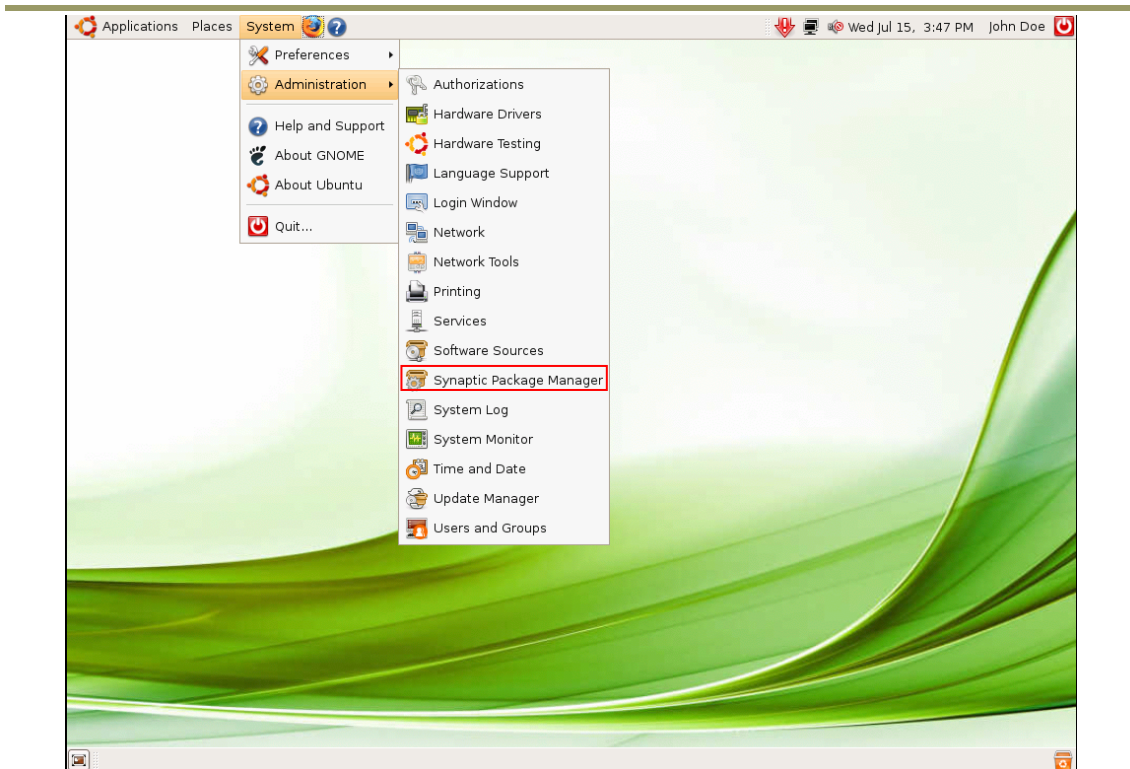 Applications Places System Wed Jul 15, 3:47 PM John Doe
Preferences
Administration
Help and Support
About GNOME
About Ubuntu
Quit...
Authorizations
Hardware Drivers
Hardware Testing
Language Support
Login Window
Network
Network Tools
Printing
Services
Software Sources
Synaptic Package Manager
System Log
System Monitor
Time and Date
Update Manager
Users and Groups